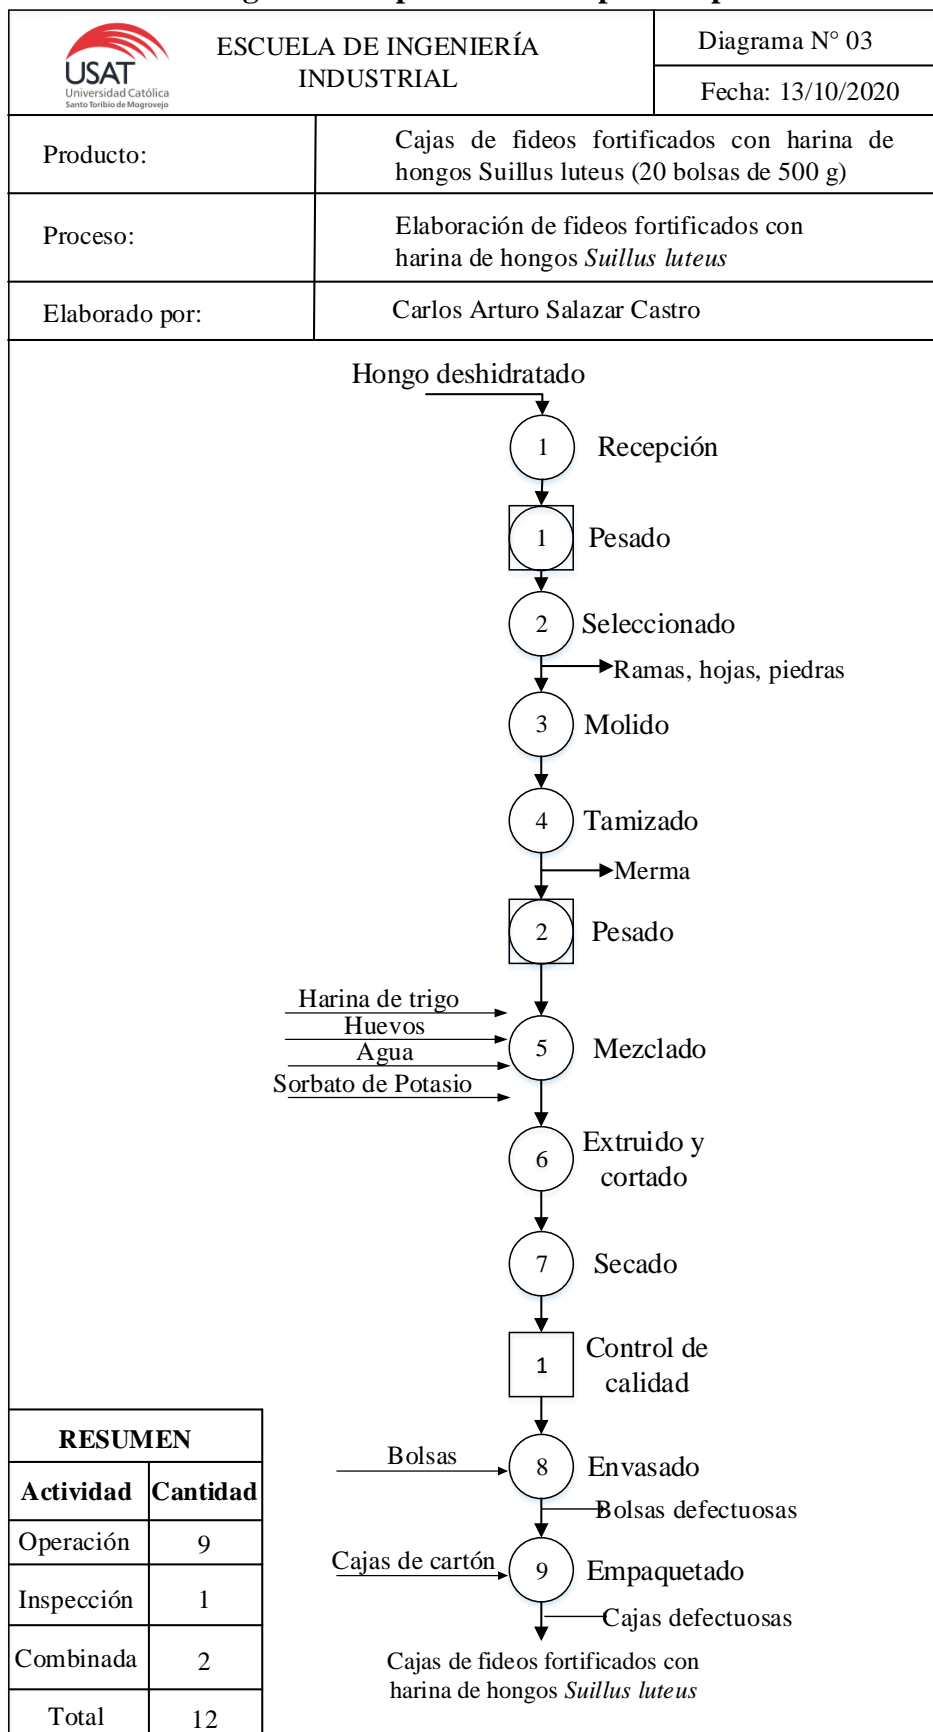 USAT
Universidad Católica
Santo Toribio de Mogrovejo
ESCUELA DE INGENIERÍA
INDUSTRIAL
Diagrama N° 03
Fecha: 13/10/2020
Producto:
Cajas de fideos fortificados con harina de
hongos Suillus luteus (20 bolsas de 500 g)
Proceso:
Elaboración de fideos fortificados con
harina de hongos Suillus luteus
Elaborado por:
Carlos Arturo Salazar Castro
Hongo deshidratado
1 Recepción
1 Pesado
2 Seleccionado
Ramas, hojas, piedras
3 Molido
4 Tamizado
Merma
2 Pesado
Harina de trigo
Huevos
Agua
Sorbato de Potasio
5 Mezclado
6 Extruido y
cortado
7 Secado
1 Control de
calidad
Bolsas
8 Envasado
Bolsas defectuosas
Cajas de cartón
9 Empaquetado
Cajas defectuosas
Cajas de fideos fortificados con
harina de hongos Suillus luteus
RESUMEN
Actividad Cantidad
Operación 9
Inspección 1
Combinada 2
Total 12